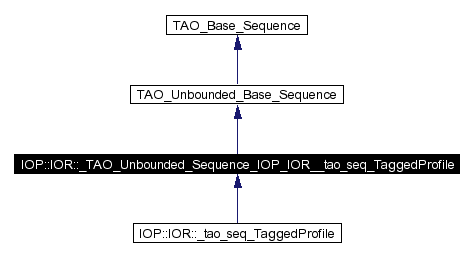 TAO_Base_Sequence
TAO_Unbounded_Base_Sequence
IOP::IOR::_TAO_Unbounded_Sequence_IOP_IOR__tao_seq_TaggedProfile
IOP::IOR::_tao_seq_TaggedProfile